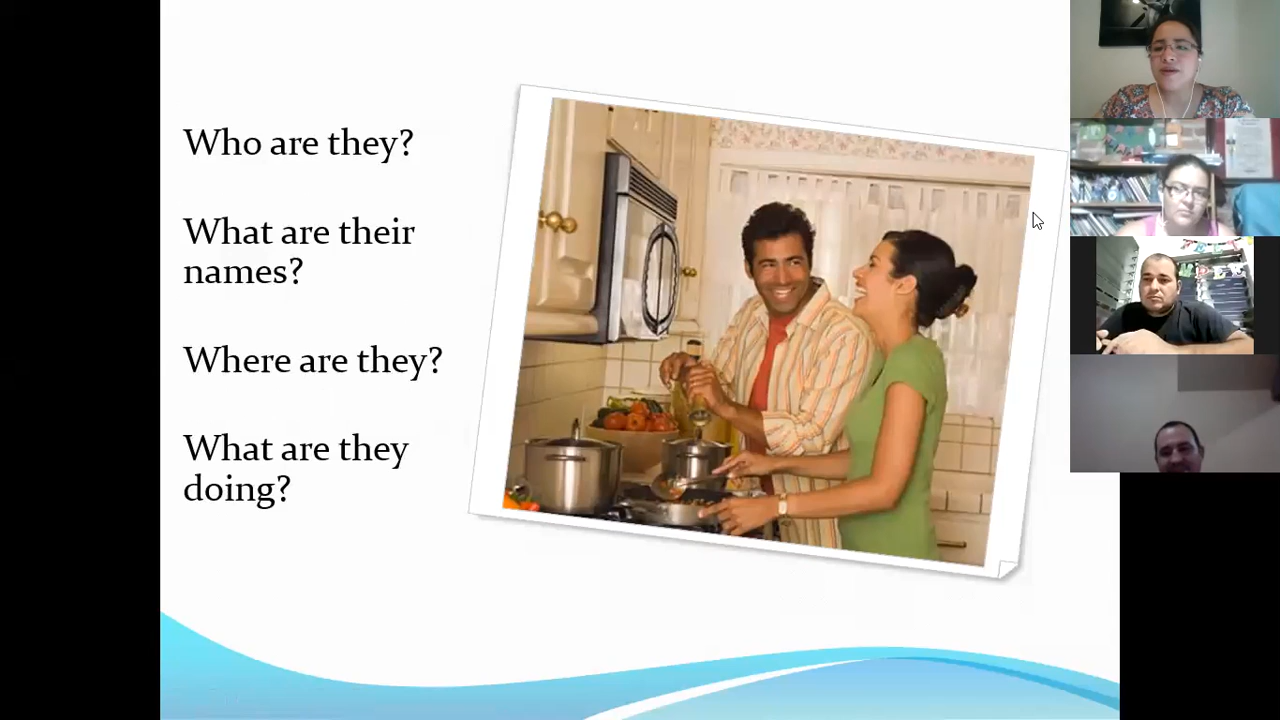 Who are they?
What are their
names?
Where are they?
What are they
doing?